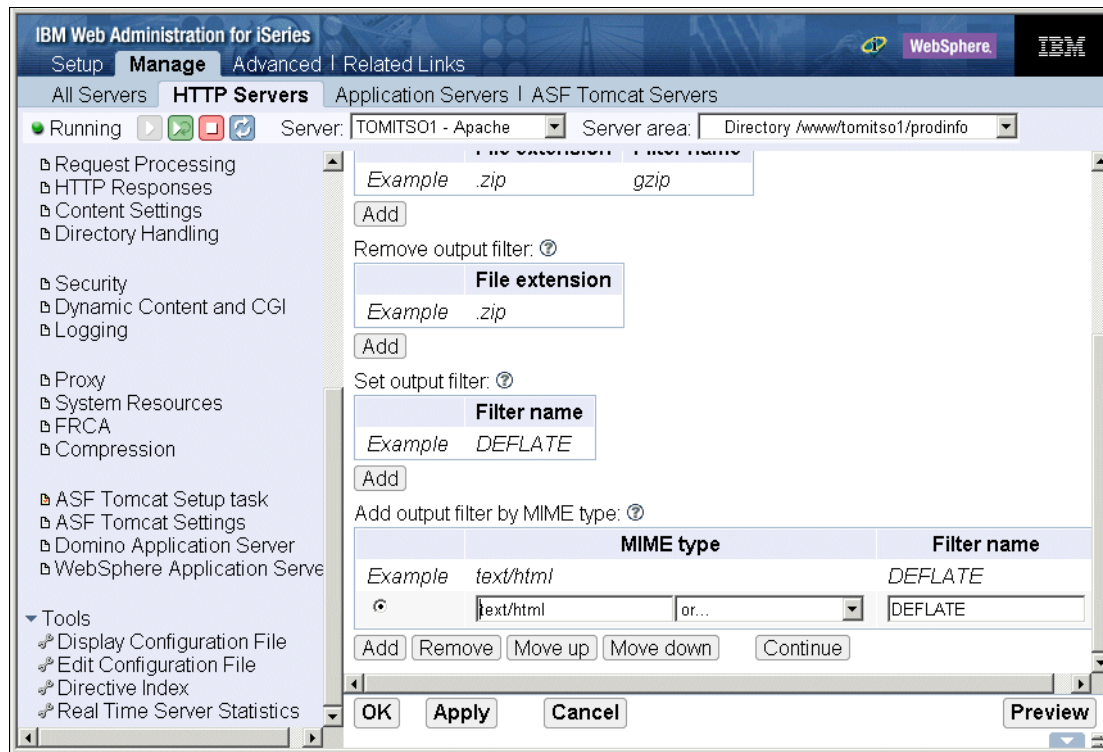 IBM Web Administration for iSeries
WebSphere.
IBM
Setup Manage Advanced | Related Links
All Servers HTTP Servers Application Servers | ASF Tomcat Servers
Running Server: TOMITSO1 - Apache Server area: Directory /www/tomitso1/prodinfo
Request Processing
HTTP Responses
Content Settings
Directory Handling
Security
Dynamic Content and CGI
Logging
Proxy
System Resources
FRCA
Compression
ASF Tomcat Setup task
ASF Tomcat Settings
Domino Application Server
WebSphere Application Serve
Tools
Display Configuration File
Edit Configuration File
Directive Index
Real Time Server Statistics
File extension Filter name
Example .zip gzip
Add
Remove output filter:
File extension
Example .zip
Add
Set output filter:
Filter name
Example DEFLATE
Add
Add output filter by MIME type:
MIME type Filter name
Example text/html DEFLATE
text/html or... DEFLATE
Add Remove Move up Move down Continue
OK Apply Cancel Preview